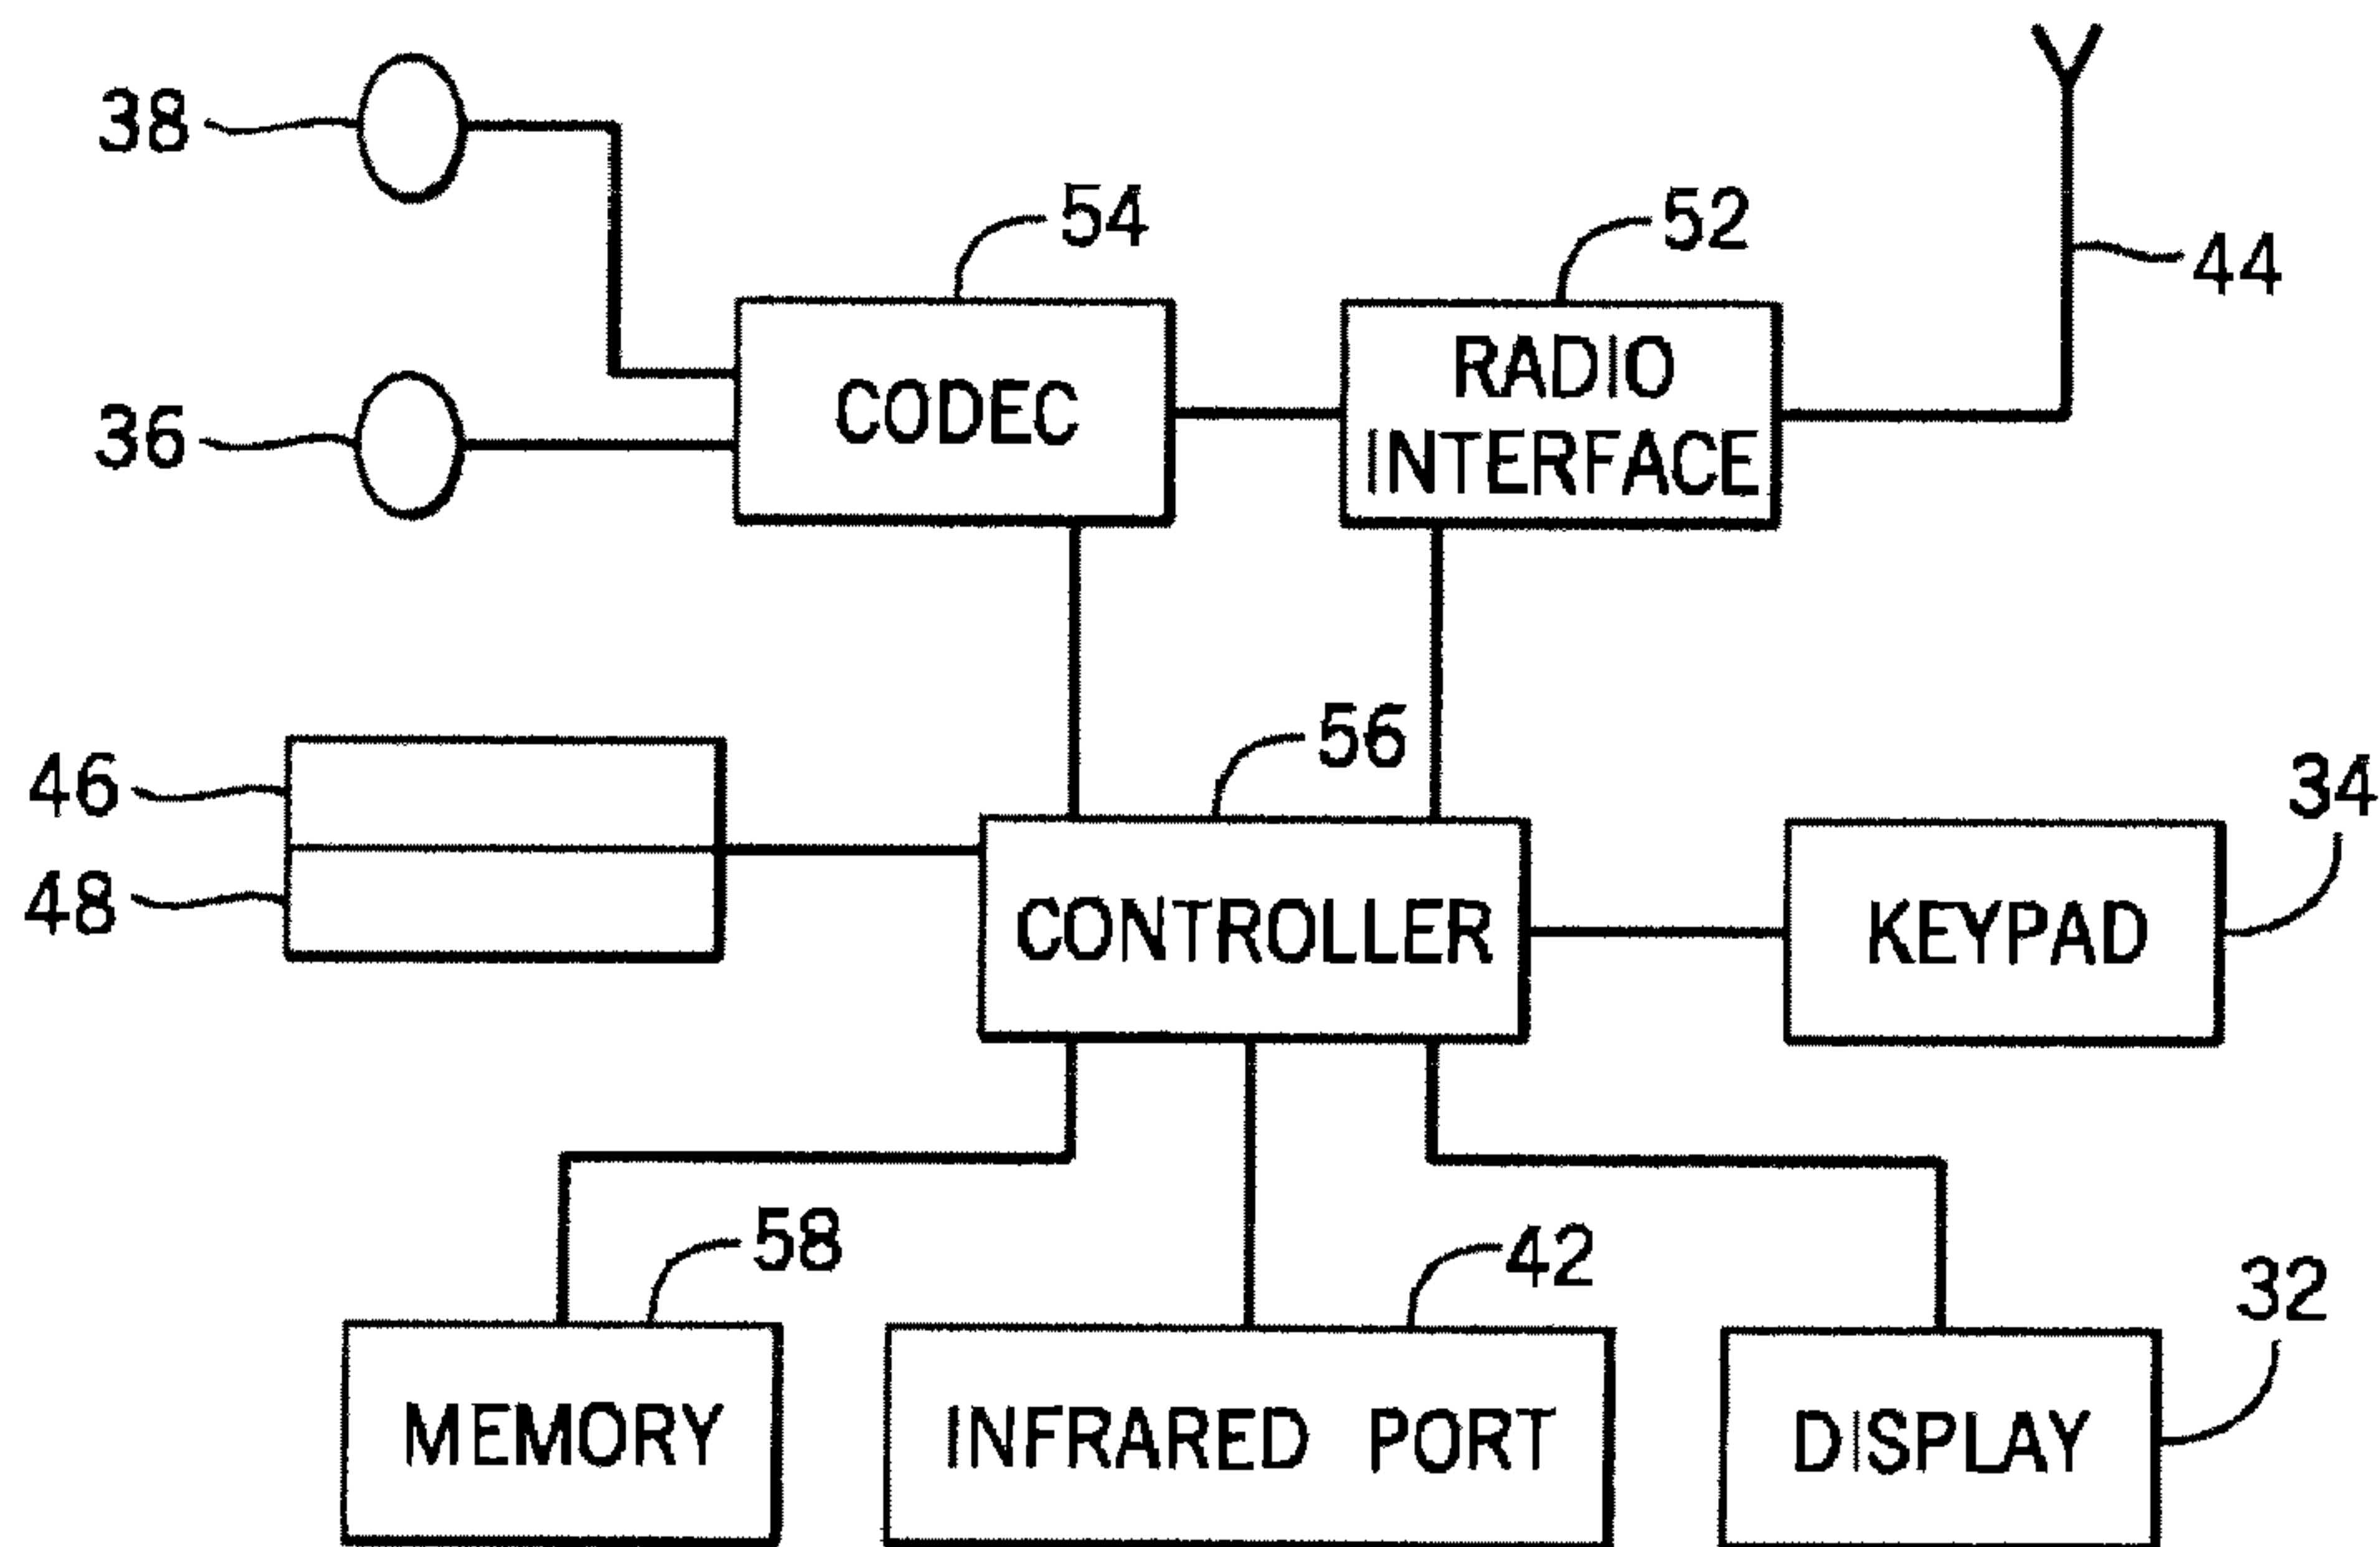 38
54
52
44
CODEC
RADIO
INTERFACE
36
56
46
34
48
CONTROLLER
KEYPAD
58
42
32
MEMORY
INFRARED PORT
DISPLAY